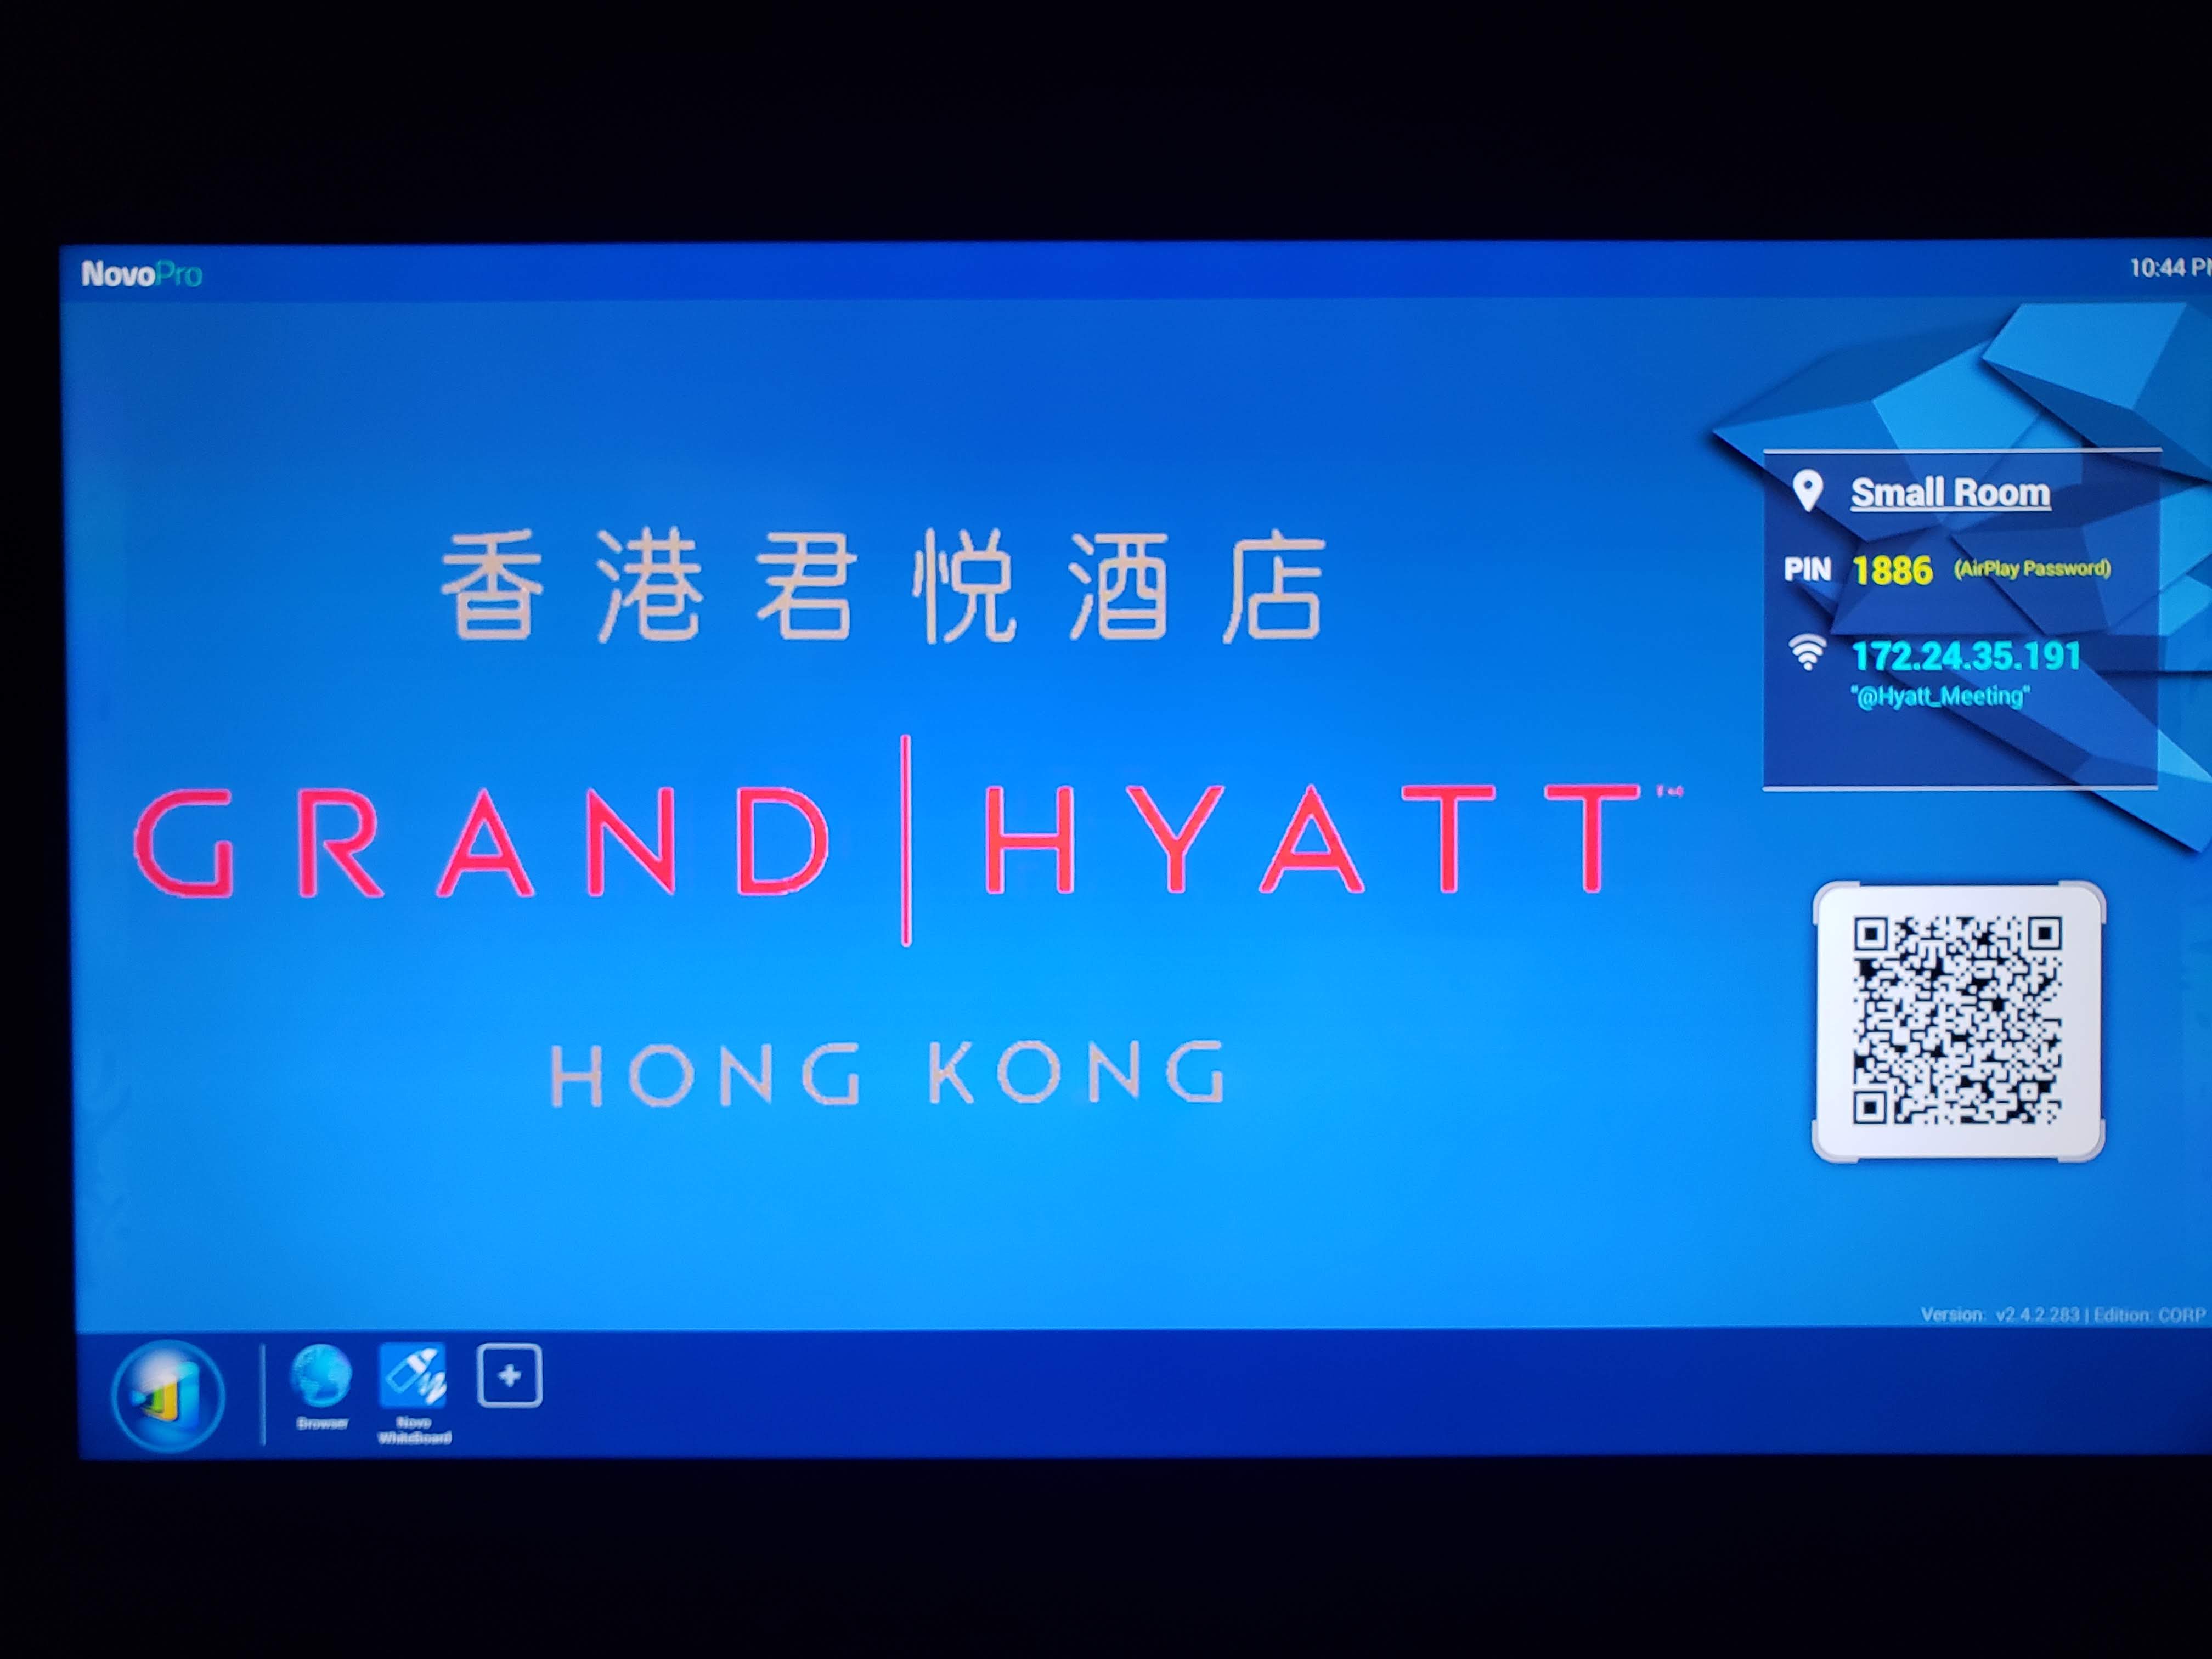 NovoPro
10:44 PM
香港君悦酒店
GRAND HYATT
HONG KONG
Small Room
PIN 1886 (AirPlay Password)
172.24.35.191
"@Hyatt_Meeting"
Version: v2.4.2.283 | Edition: CORP
Browser
Novo
WhiteBoard